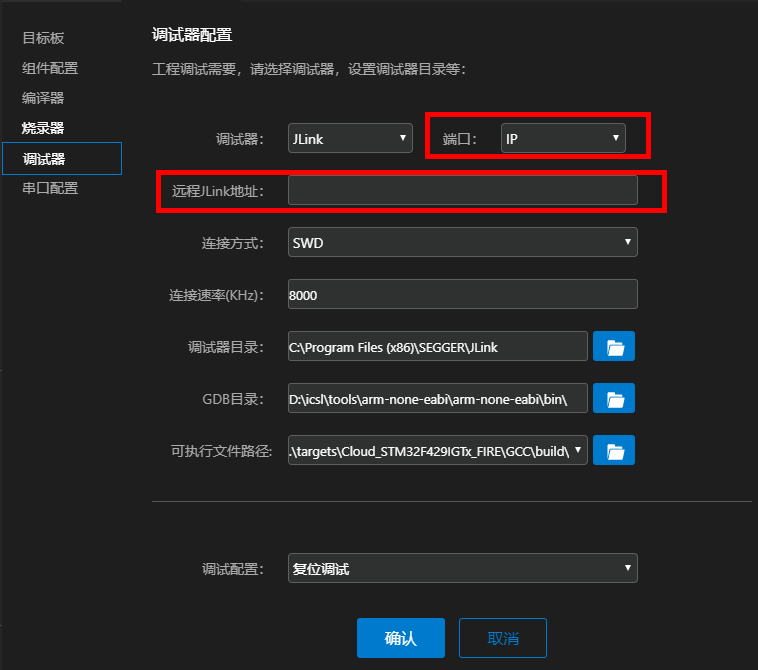 目标板
组件配置
编译器
烧录器
调试器
串口配置
调试器配置
工程调试需要，请选择调试器，设置调试器目录等：
调试器： JLink 端口： IP
远程JLink地址：
连接方式： SWD
连接速率(KHz)： 8000
调试器目录： C:\Program Files (x86)\SEGGER\JLink
GDB目录： D:\icsl\tools\arm-none-eabi\arm-none-eabi\bin\
可执行文件路径: .\targets\Cloud_STM32F429IGTx_FIRE\GCC\build\
调试配置： 复位调试
确认 取消